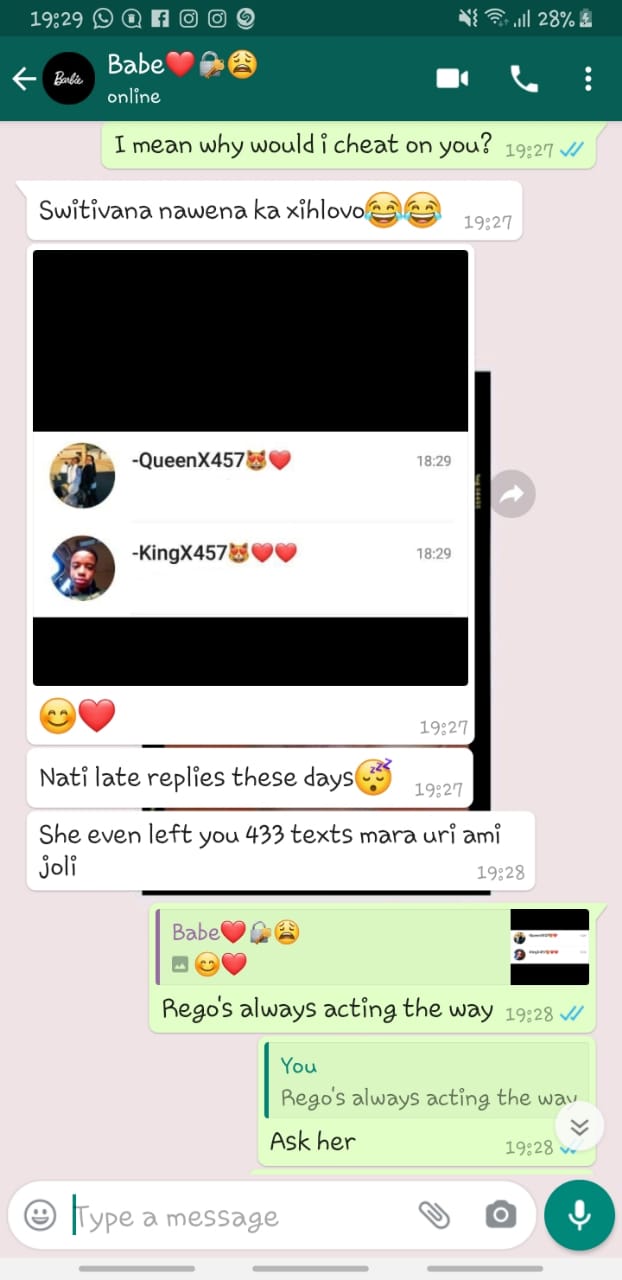 19:29
28%
Barbie
Babe❤️🔐😩
online
I mean why would i cheat on you? 19:27
Switivana nawena ka xihlovo😂😂 19:27
-QueenX457😻❤️ 18:29
-KingX457😻❤️❤️ 18:29
😊❤️ 19:27
Nati late replies these days😴 19:27
She even left you 433 texts mara uri ami
joli 19:28
Babe❤️🔐😩
😊❤️
Rego's always acting the way 19:28
You
Rego's always acting the way
Ask her 19:28
Type a message